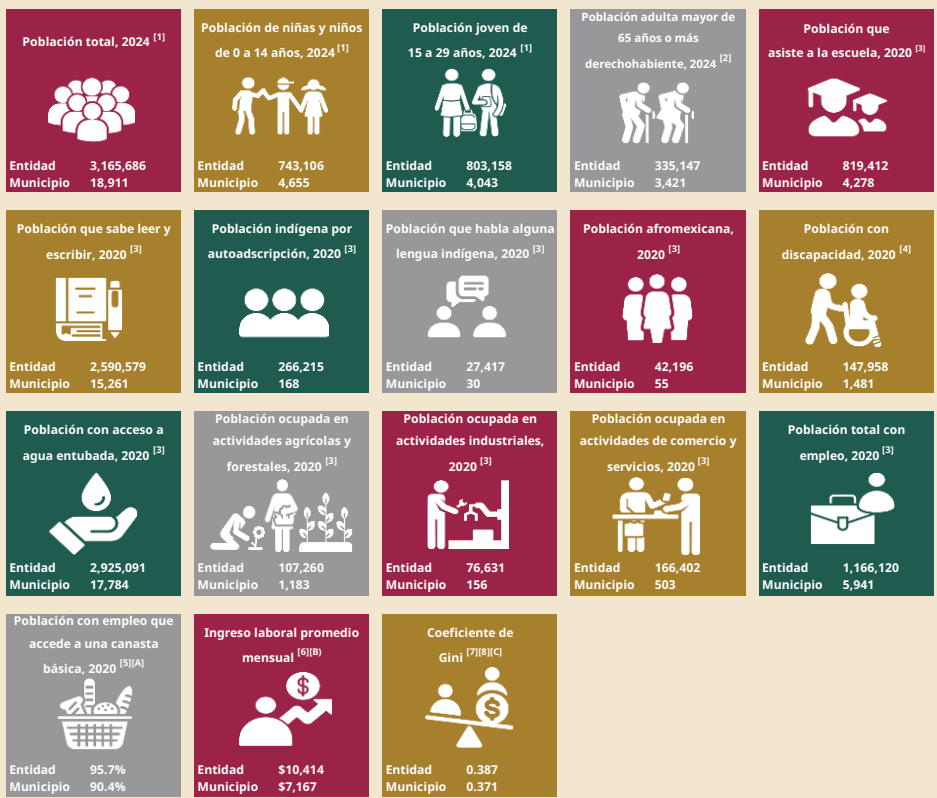 Población total, 2024 [1]
Entidad 3,165,686
Municipio 18,911
Población de niñas y niños
de 0 a 14 años, 2024 [1]
Entidad 743,106
Municipio 4,655
Población joven de
15 a 29 años, 2024 [1]
Entidad 803,158
Municipio 4,043
Población adulta mayor de
65 años o más
derechohabiente, 2024 [2]
Entidad 335,147
Municipio 3,421
Población que
asiste a la escuela, 2020 [3]
Entidad 819,412
Municipio 4,278
Población que sabe leer y
escribir, 2020 [3]
Entidad 2,590,579
Municipio 15,261
Población indígena por
autoadscripción, 2020 [3]
Entidad 266,215
Municipio 168
Población que habla alguna
lengua indígena, 2020 [3]
Entidad 27,417
Municipio 30
Población afromexicana,
2020 [3]
Entidad 42,196
Municipio 55
Población con
discapacidad, 2020 [4]
Entidad 147,958
Municipio 1,481
Población con acceso a
agua entubada, 2020 [3]
Entidad 2,925,091
Municipio 17,784
Población ocupada en
actividades agrícolas y
forestales, 2020 [3]
Entidad 107,260
Municipio 1,183
Población ocupada en
actividades industriales,
2020 [3]
Entidad 76,631
Municipio 156
Población ocupada en
actividades de comercio y
servicios, 2020 [3]
Entidad 166,402
Municipio 503
Población total con
empleo, 2020 [3]
Entidad 1,166,120
Municipio 5,941
Población con empleo que
accede a una canasta
básica, 2020 [5][A]
Entidad 95.7%
Municipio 90.4%
Ingreso laboral promedio
mensual [6][B]
$
Entidad $10,414
Municipio $7,167
Coeficiente de
Gini [7][8][C]
$
Entidad 0.387
Municipio 0.371